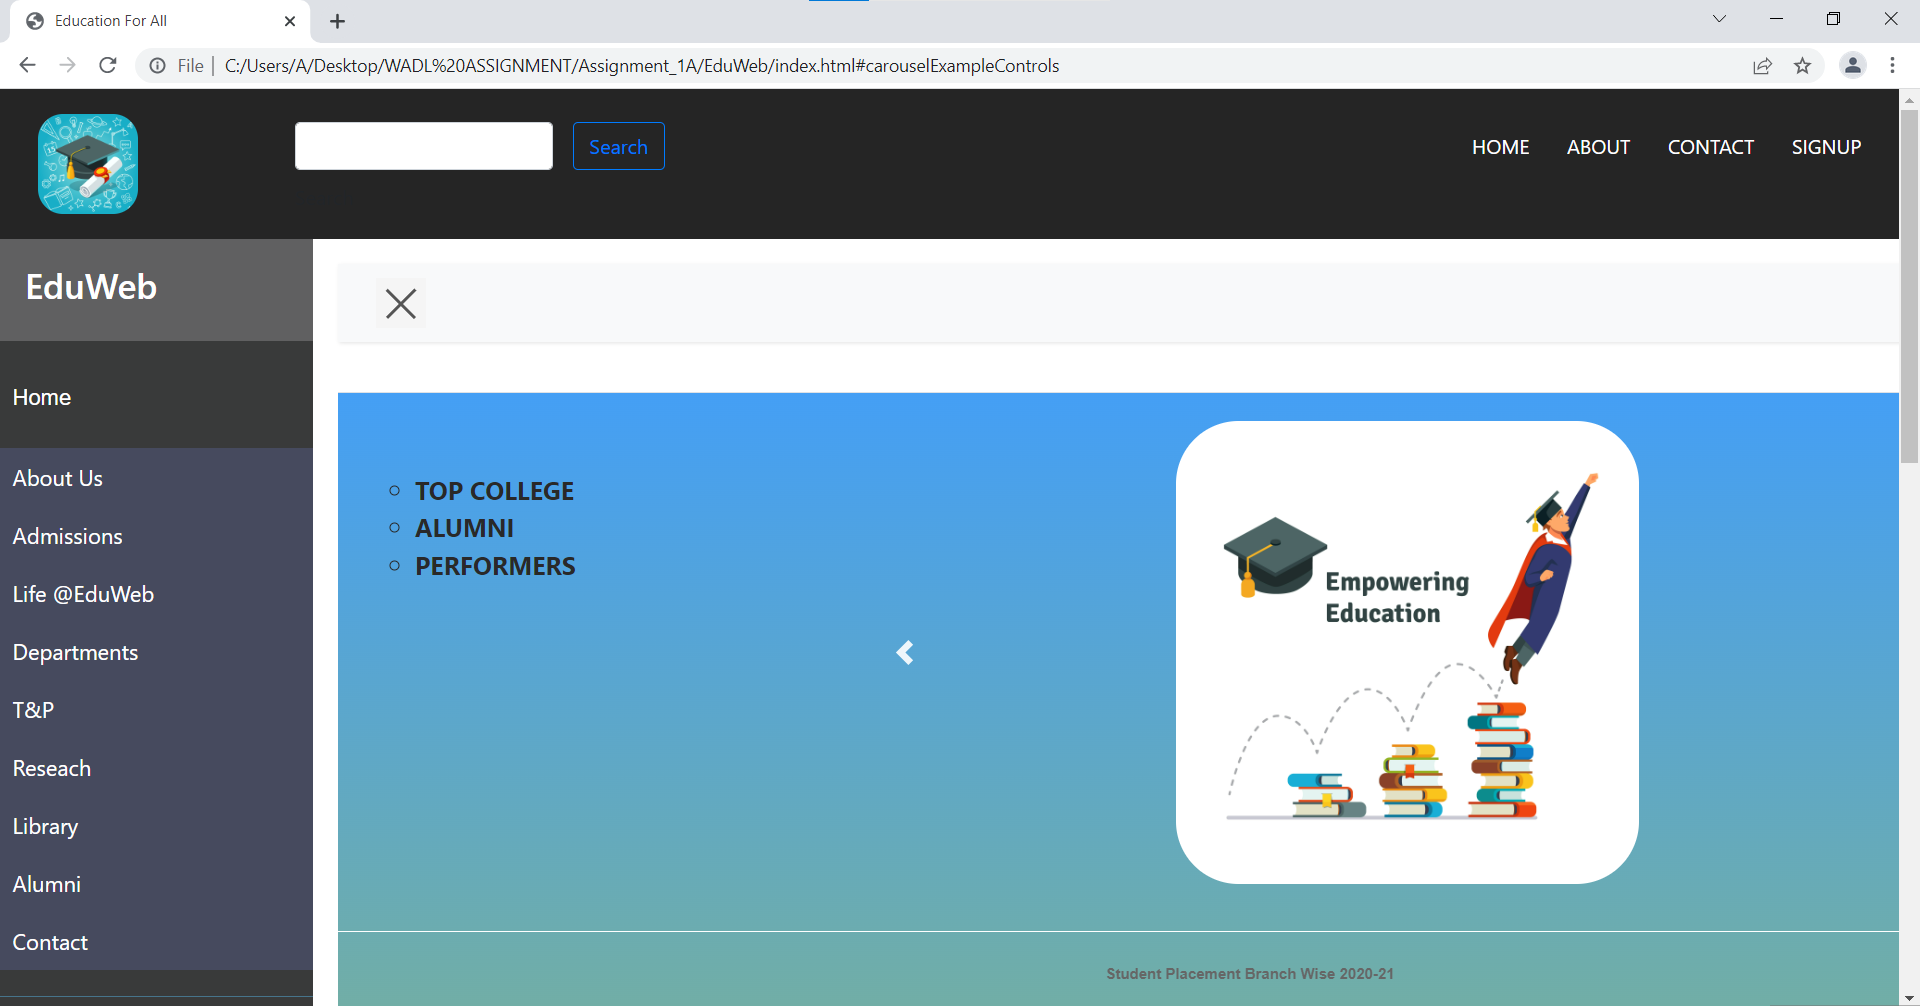 Education For All
File
C:/Users/A/Desktop/WADL%20ASSIGNMENT/Assignment_1A/EduWeb/index.html#carouselExampleControls
Search
HOME ABOUT CONTACT SIGNUP
EduWeb
Home
About Us
Admissions
Life @EduWeb
Departments
T&P
Reseach
Library
Alumni
Contact
TOP COLLEGE
ALUMNI
PERFORMERS
Empowering
Education
Student Placement Branch Wise 2020-21